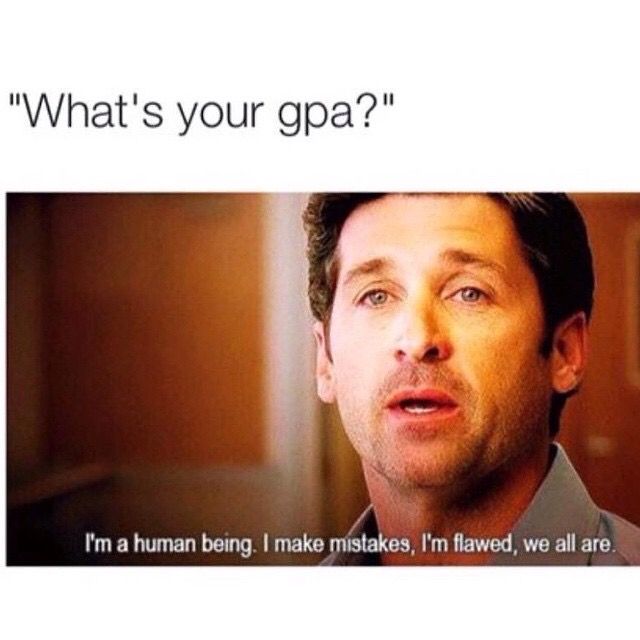 "What's your gpa?"
I'm a human being. I make mistakes, I'm flawed, we all are.